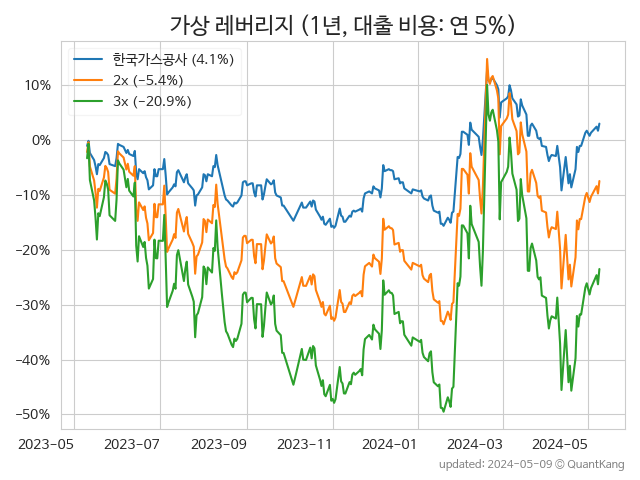 가상 레버리지 (1년, 대출 비용: 연 5%)
한국가스공사 (4.1%)
2x (−5.4%)
3x (−20.9%)
10%
0%
−10%
−20%
−30%
−40%
−50%
2023-05 2023-07 2023-09 2023-11 2024-01 2024-03 2024-05
updated: 2024-05-09 © QuantKang